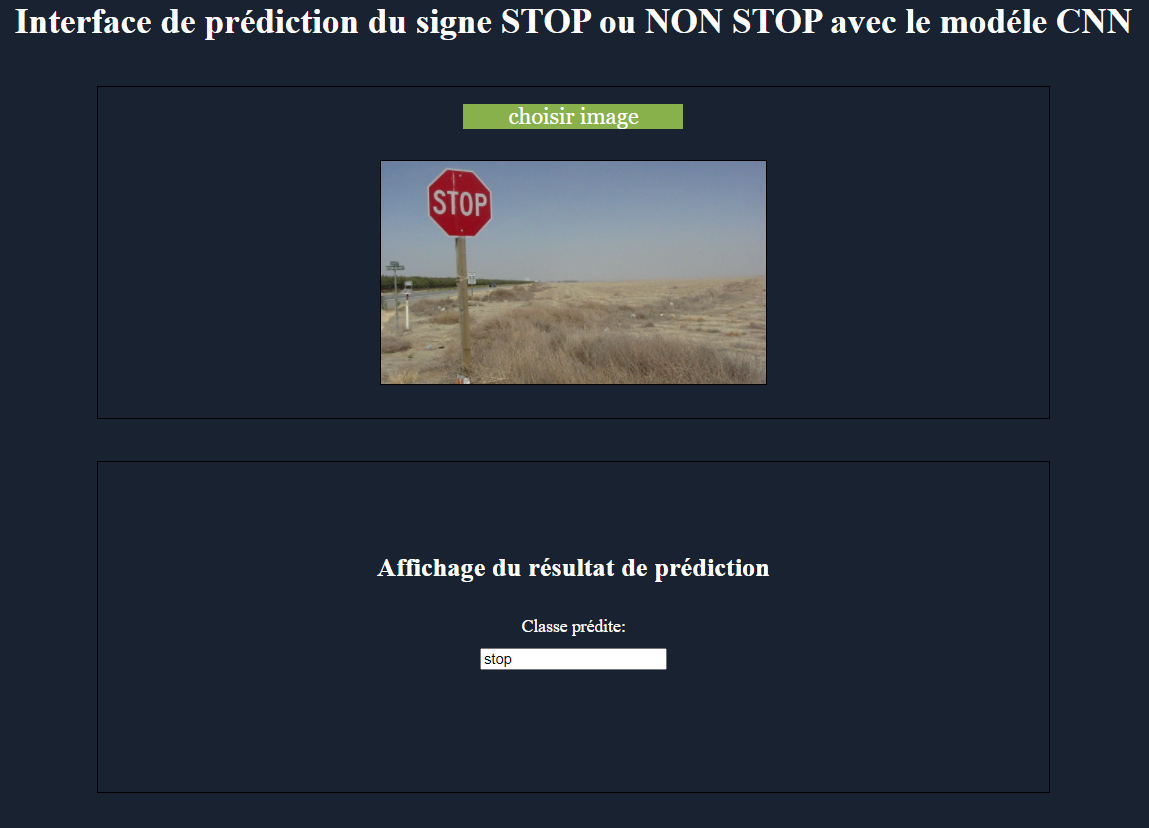 Interface de prédiction du signe STOP ou NON STOP avec le modéle CNN
choisir image
STOP
Affichage du résultat de prédiction
Classe prédite:
stop